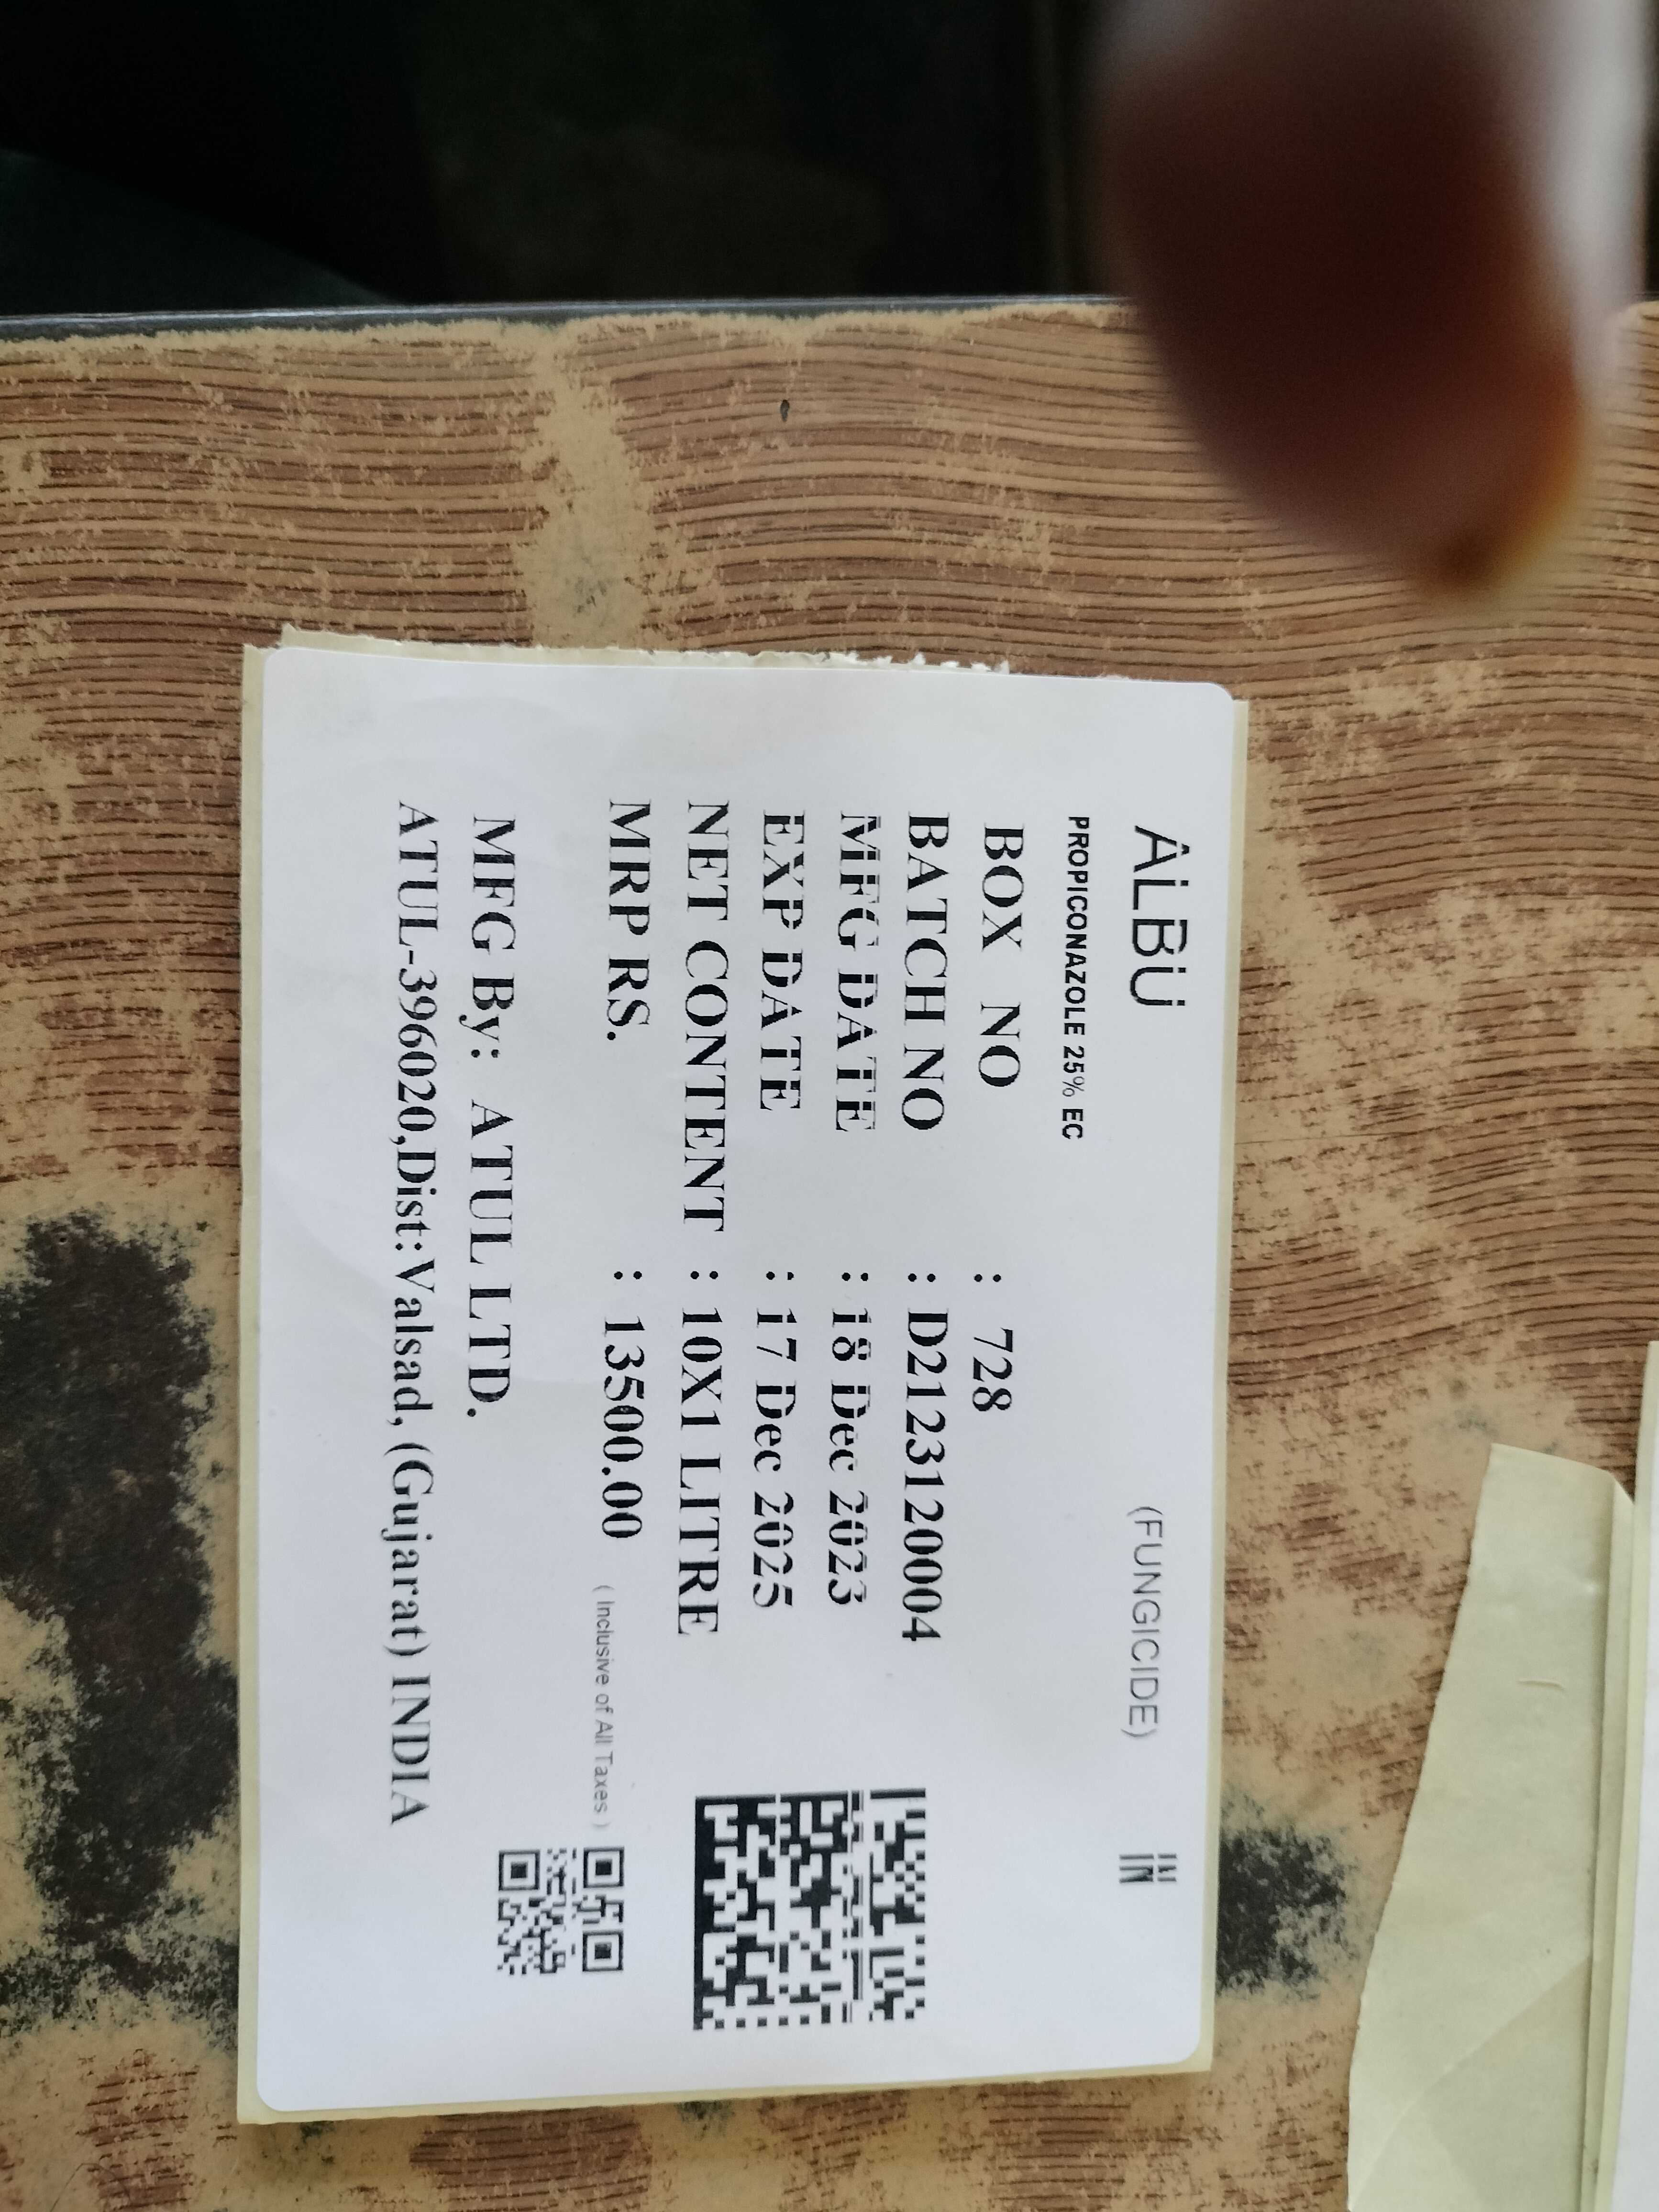 ALBU (FUNGICIDE) IN
PROPICONAZOLE 25% EC
BOX NO : 728
BATCH NO : D2123120004
MFG DATE : 18 Dec 2023
EXP DATE : 17 Dec 2025
NET CONTENT : 10X1 LITRE
MRP RS. : 13500.00 ( Inclusive of All Taxes )
MFG By: ATUL LTD.
ATUL-396020,Dist:Valsad, (Gujarat) INDIA